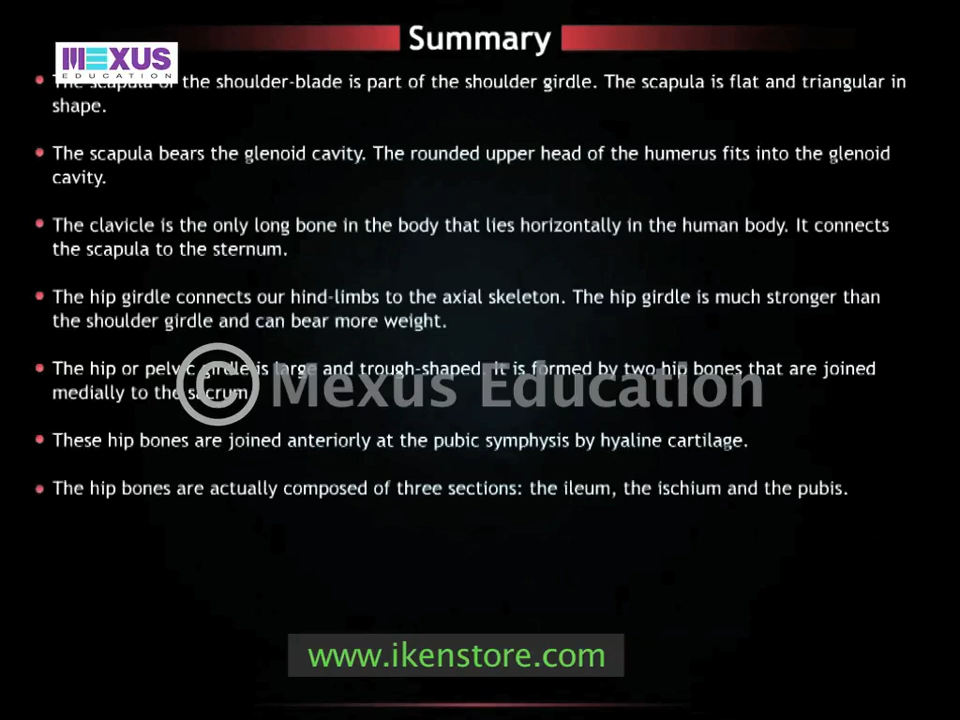 Summary
MEXUS
EDUCATION
The scapula or the shoulder-blade is part of the shoulder girdle. The scapula is flat and triangular in
shape.
The scapula bears the glenoid cavity. The rounded upper head of the humerus fits into the glenoid
cavity.
The clavicle is the only long bone in the body that lies horizontally in the human body. It connects
the scapula to the sternum.
The hip girdle connects our hind-limbs to the axial skeleton. The hip girdle is much stronger than
the shoulder girdle and can bear more weight.
The hip or pelvic girdle is large and trough-shaped. It is formed by two hip bones that are joined
medially to the sacrum.
© Mexus Education
These hip bones are joined anteriorly at the pubic symphysis by hyaline cartilage.
The hip bones are actually composed of three sections: the ileum, the ischium and the pubis.
www.ikenstore.com